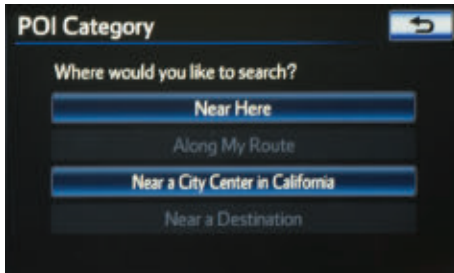 POI Category
Where would you like to search?
Near Here
Along My Route
Near a City Center in California
Near a Destination